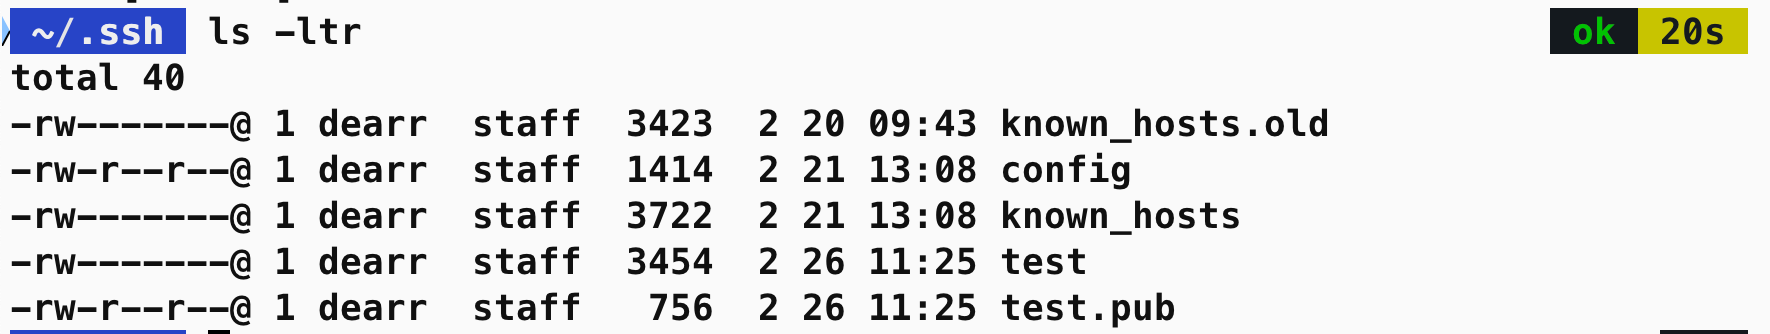 ~/.ssh ls -ltr ok 20s
total 40
-rw-------@ 1 dearr  staff  3423  2 20 09:43 known_hosts.old
-rw-r--r--@ 1 dearr  staff  1414  2 21 13:08 config
-rw-------@ 1 dearr  staff  3722  2 21 13:08 known_hosts
-rw-------@ 1 dearr  staff  3454  2 26 11:25 test
-rw-r--r--@ 1 dearr  staff   756  2 26 11:25 test.pub